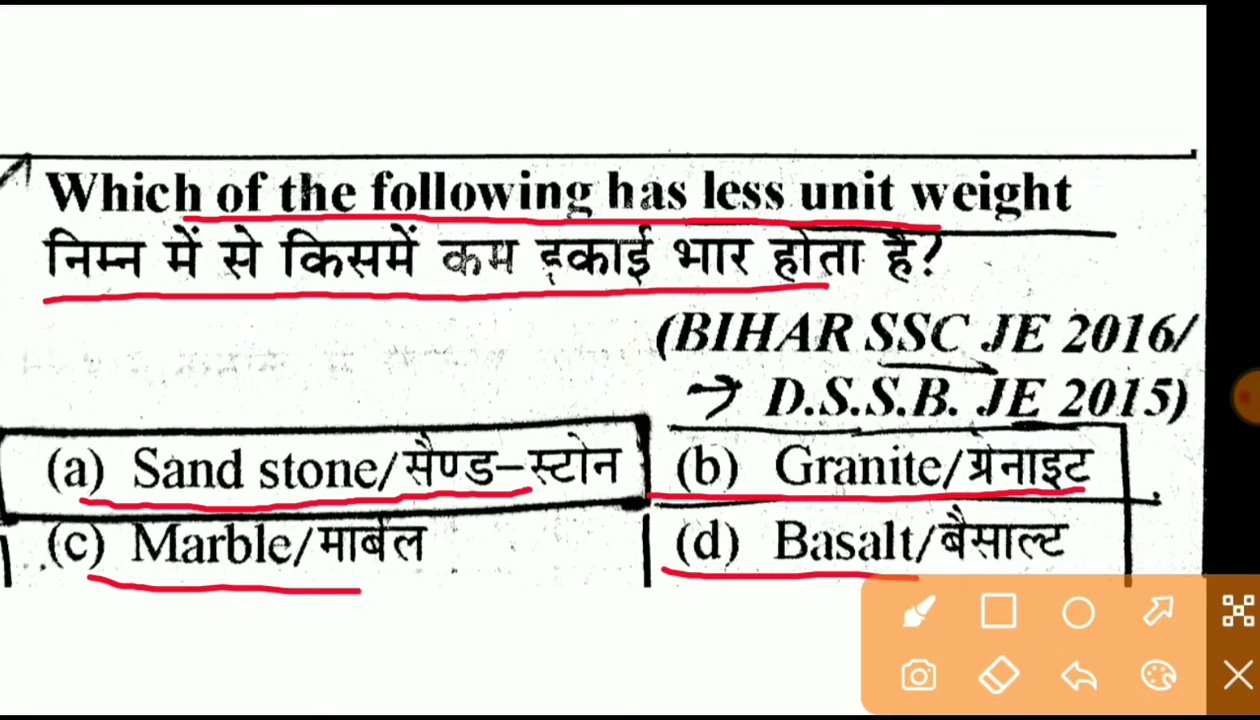 Which of the following has less unit weight
निम्न में से किसमें कम इकाई भार होता है?
(BIHAR SSC JE 2016/
D.S.S.B. JE 2015)
(a) Sand stone/सैण्ड–स्टोन
(b) Granite/ग्रेनाइट
(c) Marble/मार्बल
(d) Basalt/बैसाल्ट